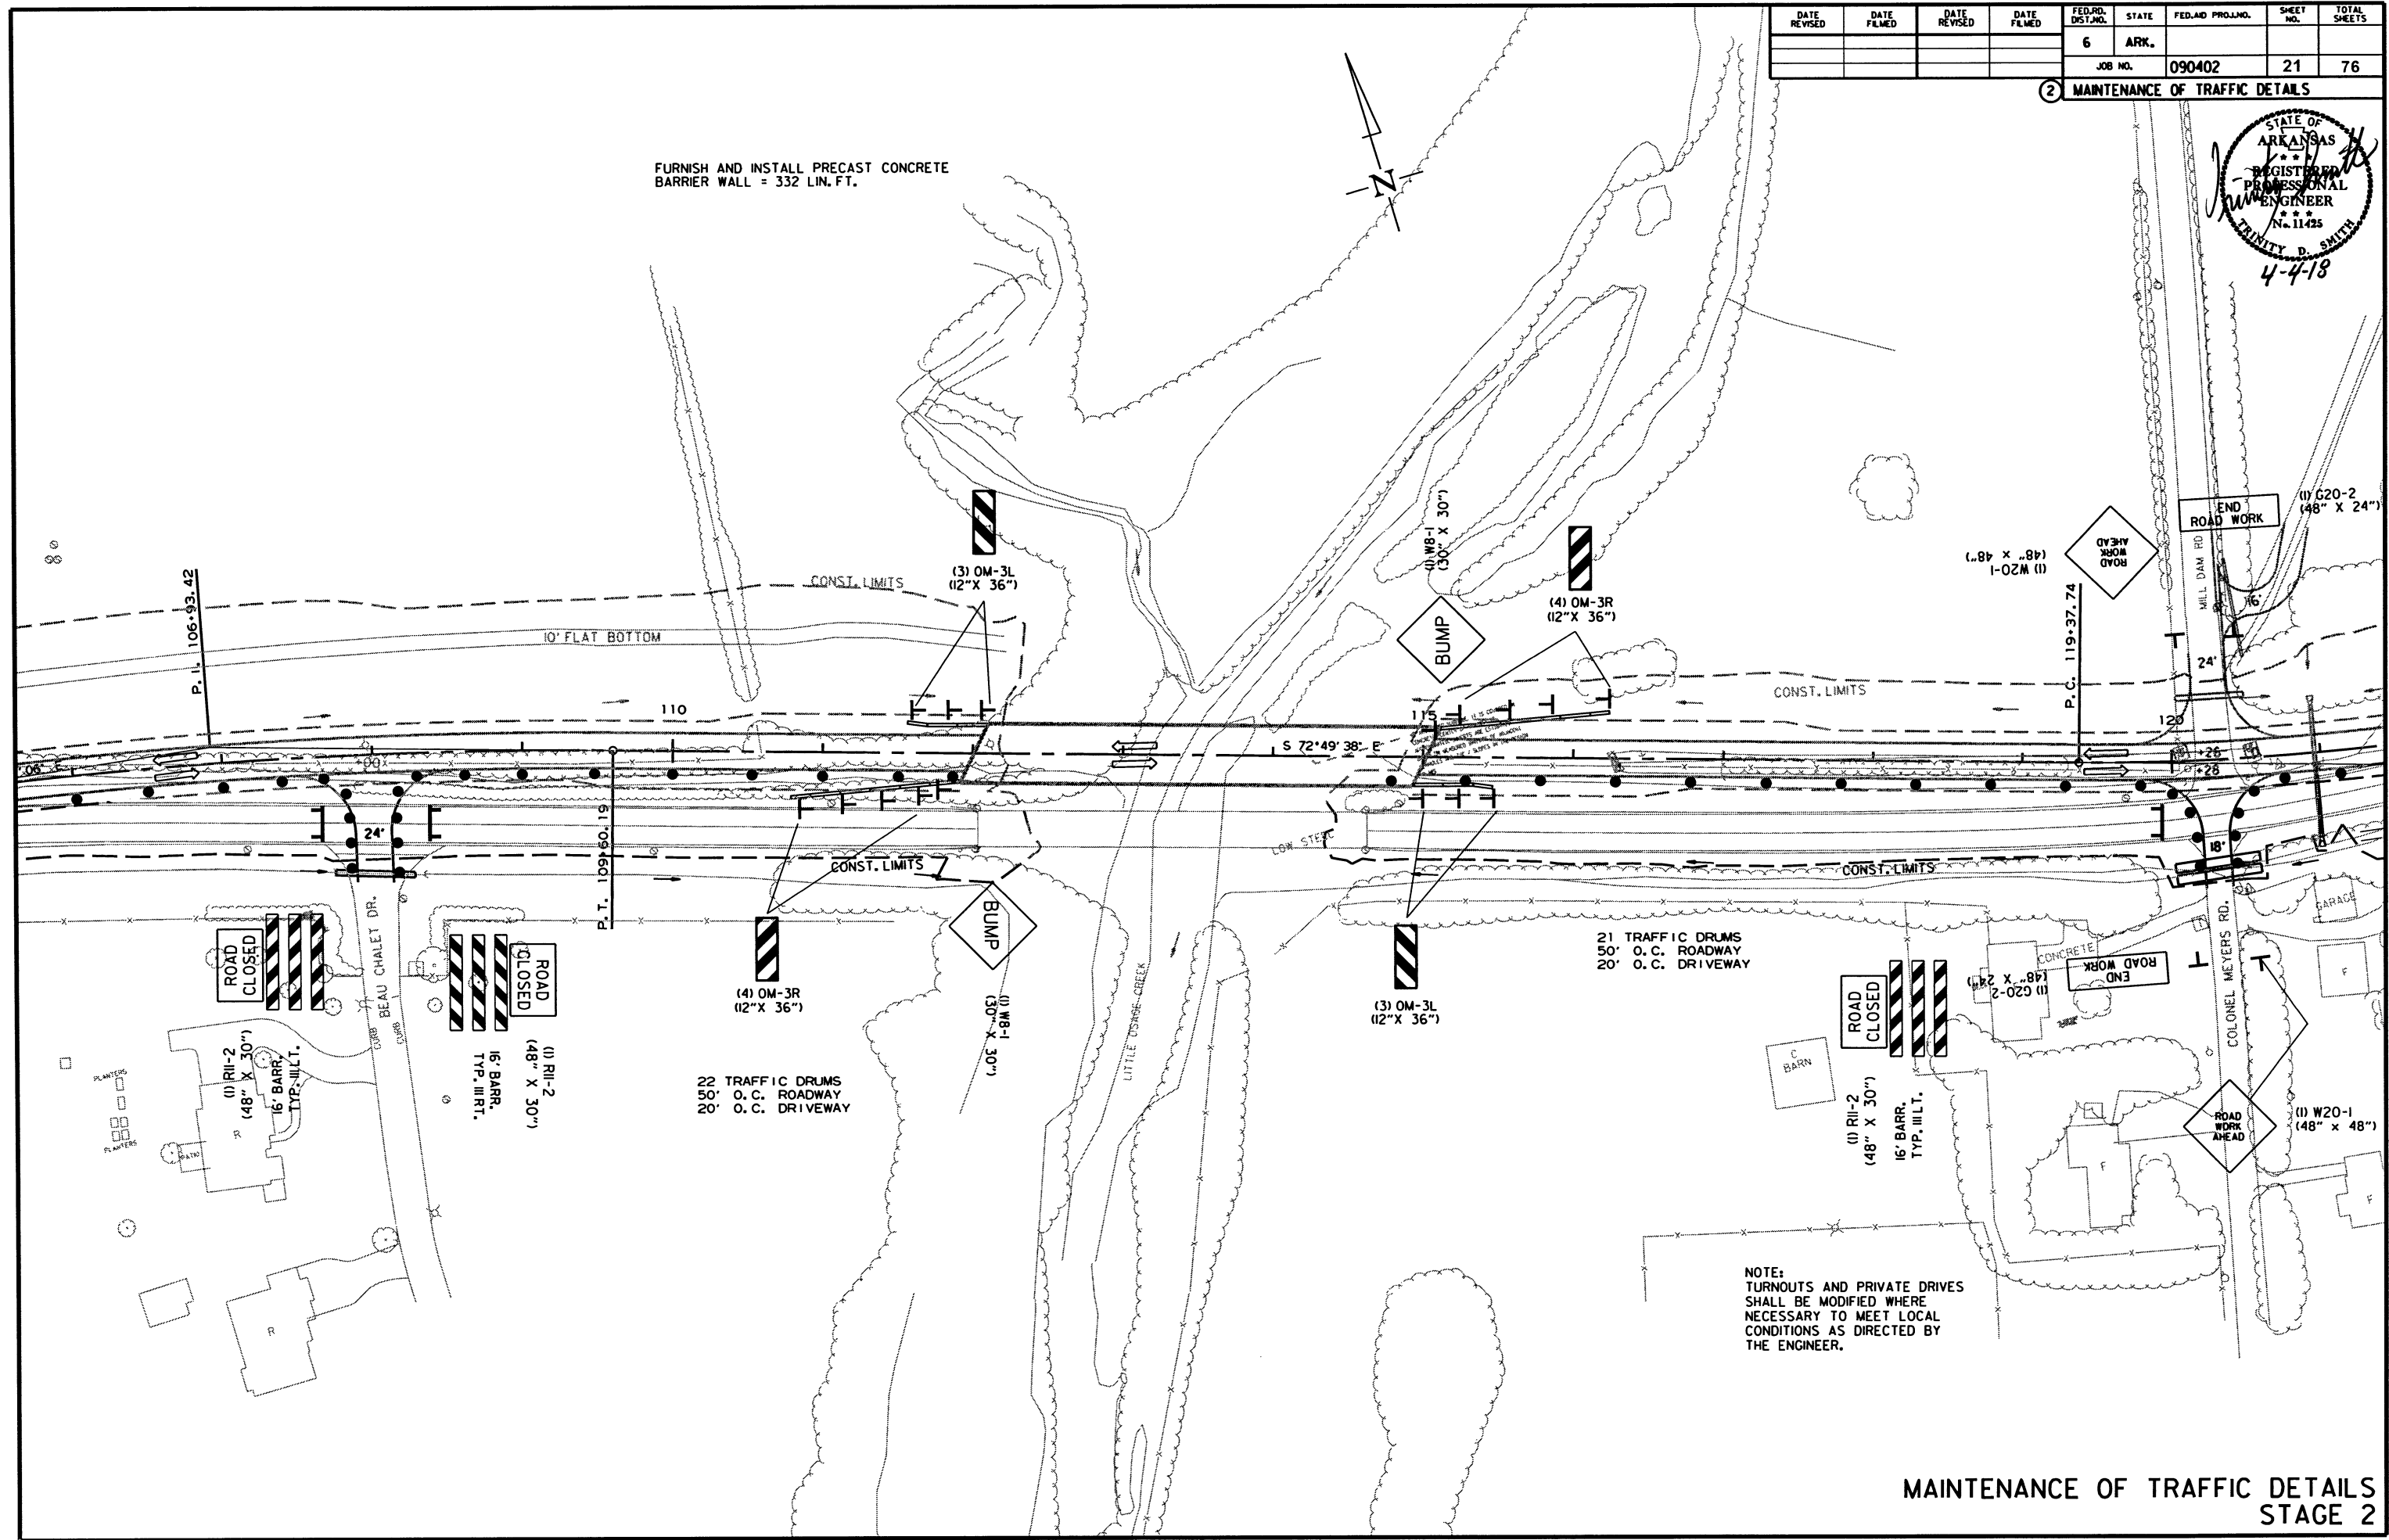 DATE REVISED
DATE FILMED
DATE REVISED
DATE FILMED
FED.RD. DIST.NO.
STATE
FED.AID PROJ.NO.
SHEET NO.
TOTAL SHEETS
6
ARK.
JOB NO.
090402
21
76
2
MAINTENANCE OF TRAFFIC DETAILS
STATE OF
ARKANSAS
* * *
REGISTERED
PROFESSIONAL
ENGINEER
* * *
No. 11425
TRINITY D. SMITH
4-4-18
FURNISH AND INSTALL PRECAST CONCRETE
BARRIER WALL = 332 LIN. FT.
N
(3) OM-3L
(12"X 36")
(1) W8-1
(30" X 30")
BUMP
(4) OM-3R
(12"X 36")
(1) W20-1
(48" X 48")
ROAD
WORK
AHEAD
END
ROAD WORK
(1) G20-2
(48" X 24")
MILL DAM RD
16'
24'
P.I. 106+93.42
CONST. LIMITS
10' FLAT BOTTOM
110
115
CONST. LIMITS
P.C. 119+37.74
120
S 72°49'38" E
+28
+28
+00
24'
P.T. 109+60.19
CONST. LIMITS
LOW STEEL
CONST. LIMITS
18'
ROAD
CLOSED
BEAU CHALET DR.
CURB
CURB
ROAD
CLOSED
(1) R11-2
(48" X 30")
16' BARR.
TYP. III LT.
16' BARR.
TYP. III RT.
(1) R11-2
(48" X 30")
(4) OM-3R
(12"X 36")
BUMP
(1) W8-1
(30" X 30")
22 TRAFFIC DRUMS
50' O.C. ROADWAY
20' O.C. DRIVEWAY
LITTLE OSAGE CREEK
(3) OM-3L
(12"X 36")
21 TRAFFIC DRUMS
50' O.C. ROADWAY
20' O.C. DRIVEWAY
ROAD
CLOSED
(1) R11-2
(48" X 30")
16' BARR.
TYP. III LT.
(1) G20-2
(48" X 24")
END
ROAD WORK
CONCRETE
GARAGE
COLONEL MEYERS RD.
ROAD
WORK
AHEAD
(1) W20-1
(48" x 48")
C
BARN
F
F
F
F
PLANTERS
PLANTERS
PATIO
R
R
NOTE:
TURNOUTS AND PRIVATE DRIVES
SHALL BE MODIFIED WHERE
NECESSARY TO MEET LOCAL
CONDITIONS AS DIRECTED BY
THE ENGINEER.
MAINTENANCE OF TRAFFIC DETAILS
STAGE 2